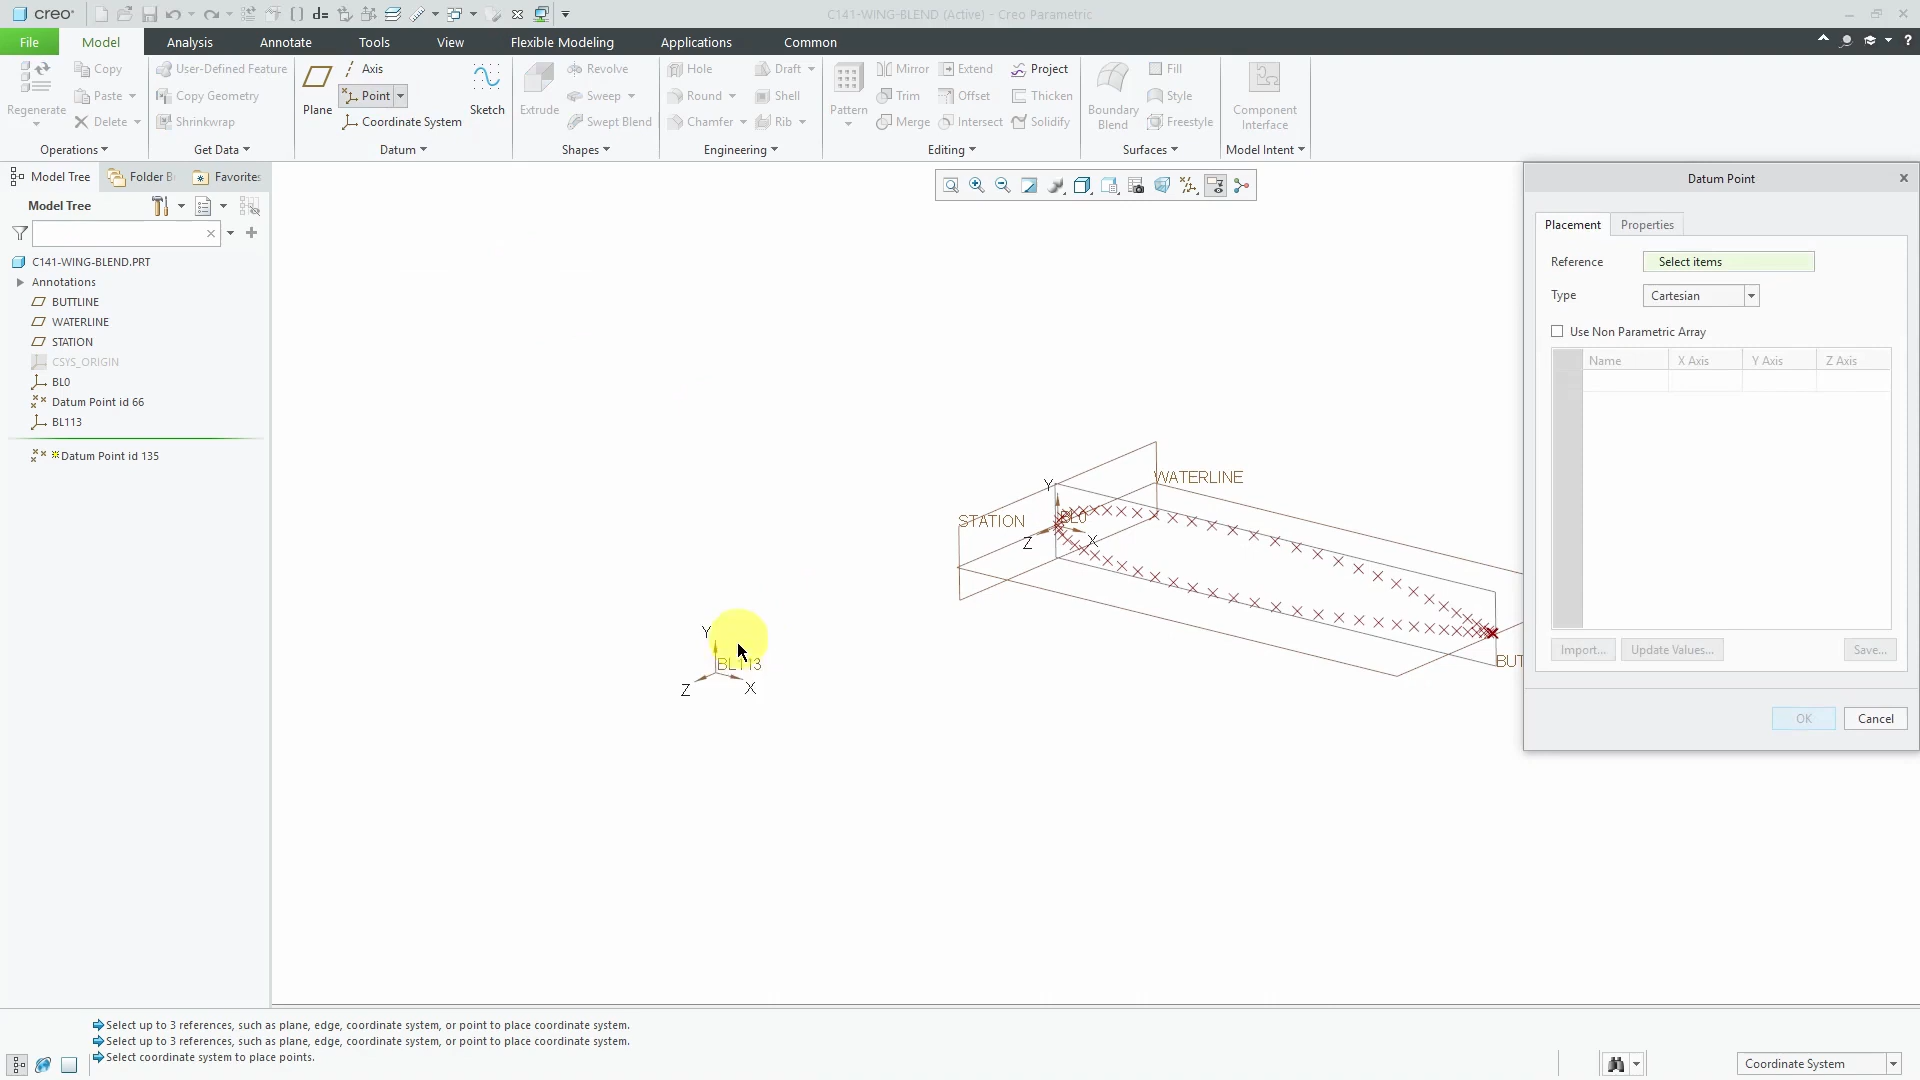 creo
C141-WING-BLEND (Active) - Creo Parametric
File Model Analysis Annotate Tools View Flexible Modeling Applications Common
Regenerate
Copy
Paste
Delete
Operations
User-Defined Feature
Copy Geometry
Shrinkwrap
Get Data
Plane
Axis
Point
Coordinate System
Sketch
Datum
Extrude
Revolve
Sweep
Swept Blend
Shapes
Hole
Round
Chamfer
Draft
Shell
Rib
Engineering
Pattern
Mirror
Trim
Merge
Extend
Offset
Intersect
Project
Thicken
Solidify
Editing
Boundary
Blend
Fill
Style
Freestyle
Surfaces
Component
Interface
Model Intent
Model Tree
Folder B
Favorites
Model Tree
C141-WING-BLEND.PRT
Annotations
BUTTLINE
WATERLINE
STATION
CSYS_ORIGIN
BL0
Datum Point id 66
BL113
Datum Point id 135
WATERLINE
STATION
Y
BL0
Z
X
BUT
Y
BL113
Z
X
Datum Point
Placement Properties
Reference Select items
Type Cartesian
Use Non Parametric Array
Name X Axis Y Axis Z Axis
Import... Update Values... Save...
OK Cancel
Select up to 3 references, such as plane, edge, coordinate system, or point to place coordinate system.
Select up to 3 references, such as plane, edge, coordinate system, or point to place coordinate system.
Select coordinate system to place points.
Coordinate System